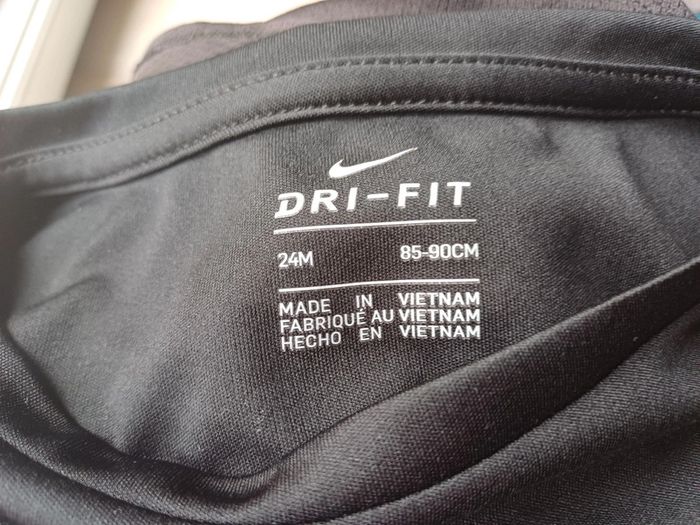 DRI-FIT
24M 85-90CM
MADE IN VIETNAM
FABRIQUÉ AU VIETNAM
HECHO EN VIETNAM